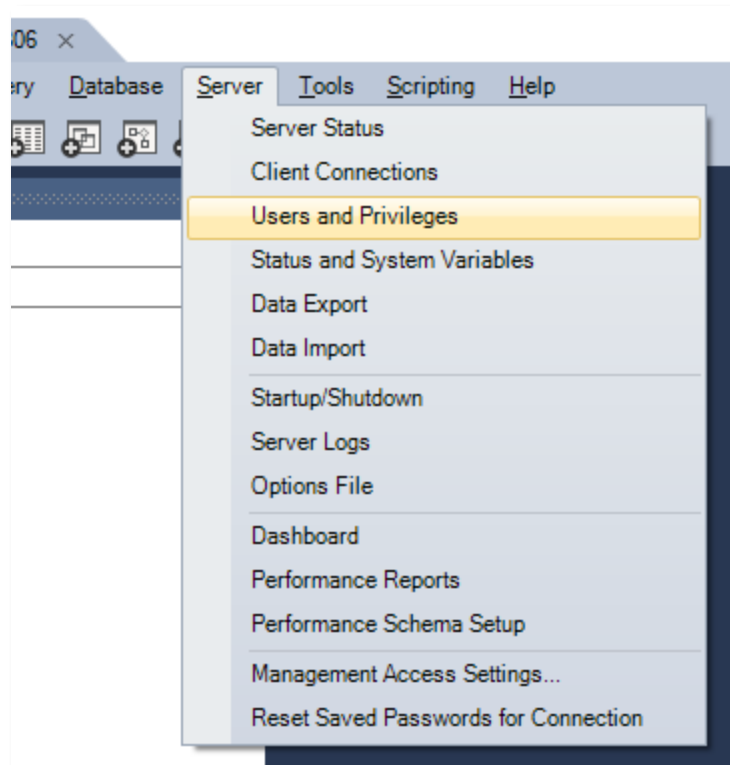 306 ×
ery Database Server Tools Scripting Help
Server Status
Client Connections
Users and Privileges
Status and System Variables
Data Export
Data Import
Startup/Shutdown
Server Logs
Options File
Dashboard
Performance Reports
Performance Schema Setup
Management Access Settings...
Reset Saved Passwords for Connection